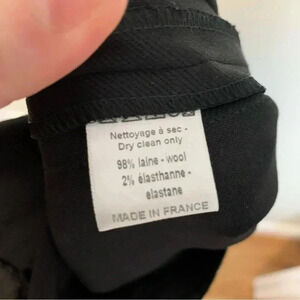 Nettoyage à sec -
Dry clean only
98% laine - wool
2% élasthanne -
elastane
MADE IN FRANCE